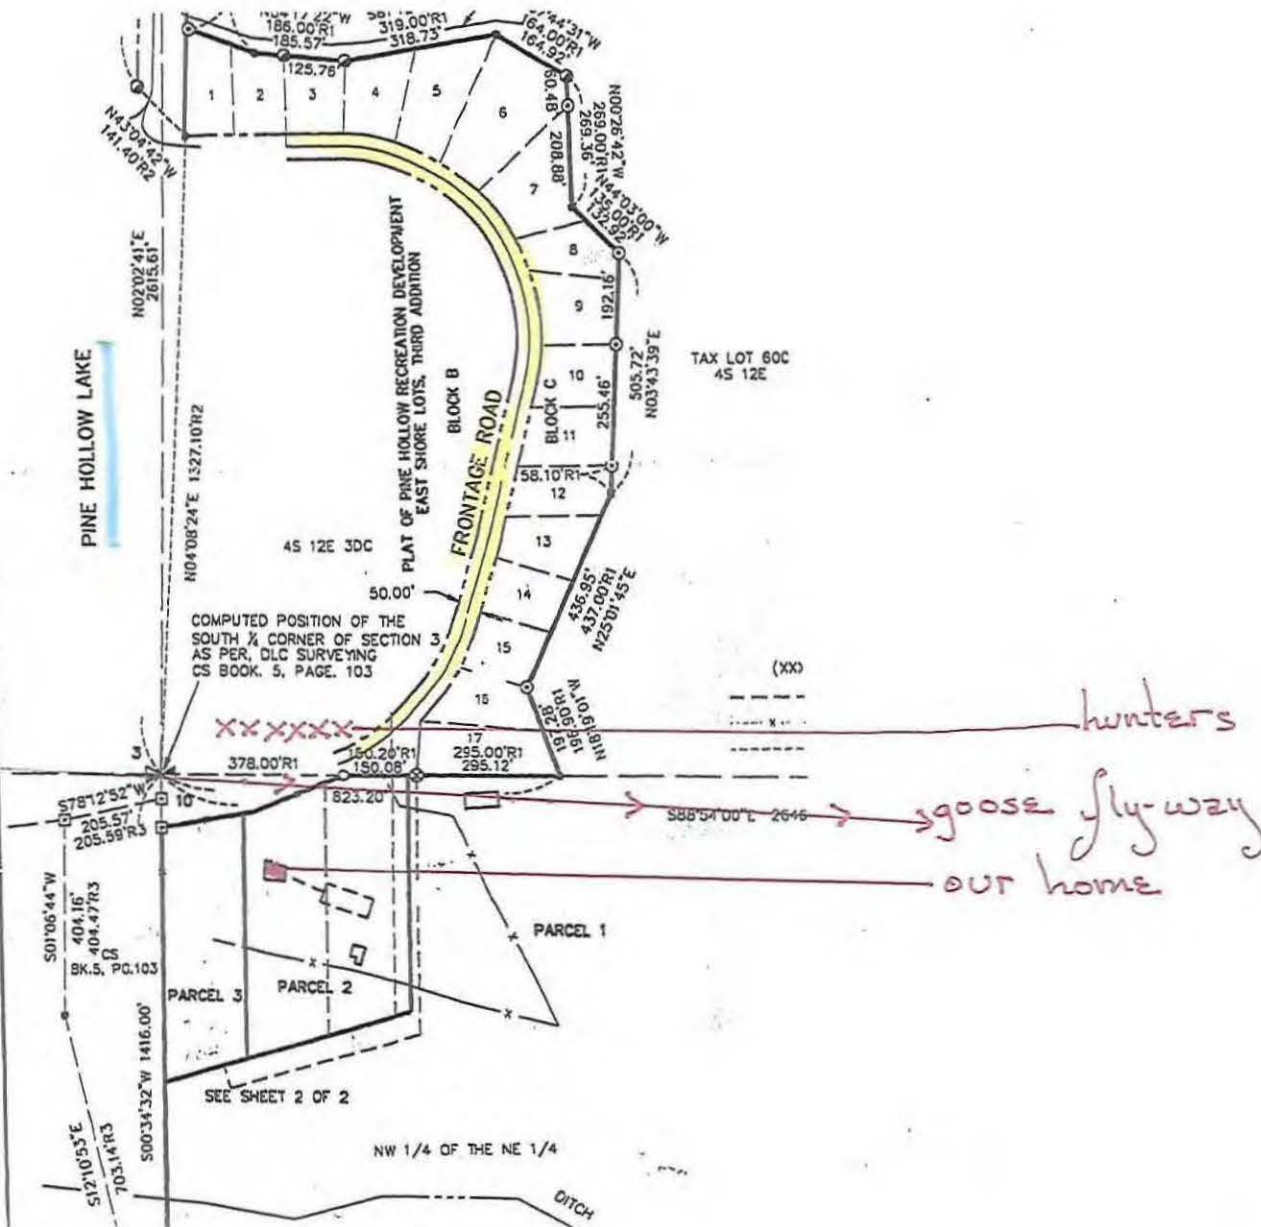 N04°17'22"W
186.00'R1
185.57'
319.00'R1
318.73'
125.76'
164.00'R1
164.92'
60.48'
N00°26'42"W
269.00'R1
269.36'
208.88'
N44°03'00"W
135.00'R1
132.92'
N43°04'42"W
141.40'R2
1
2
3
4
5
6
7
8
9
10
11
12
13
14
15
16
17
N02°02'41"E
2615.61'
192.16'
505.72'
N03°43'39"E
255.46'
58.10'R1
TAX LOT 600
4S 12E
PINE HOLLOW LAKE
N04°08'24"E 1327.10'R2
PLAT OF PINE HOLLOW RECREATION DEVELOPMENT
EAST SHORE LOTS, THIRD ADDITION
BLOCK B
FRONTAGE ROAD
BLOCK C
4S 12E 3DC
50.00'
436.95'
437.00'R1
N25°01'45"E
COMPUTED POSITION OF THE
SOUTH ¼ CORNER OF SECTION 3
AS PER, DLC SURVEYING
CS BOOK. 5, PAGE. 103
(XX)
N18°19'01"W
196.90'R1
197.28'
XXXXXX
hunters
3
10
378.00'R1
150.20'R1
150.08'
295.00'R1
295.12'
823.20'
S88°54'00"E 2646
goose fly-way
our home
S78°12'52"W
205.57'
205.59'R3
S01°06'44"W
404.16'
404.47'R3
CS
BK.5, PG.103
PARCEL 1
PARCEL 2
PARCEL 3
S00°34'32"W 1416.00'
SEE SHEET 2 OF 2
S12°10'53"E
703.14'R3
NW 1/4 OF THE NE 1/4
DITCH